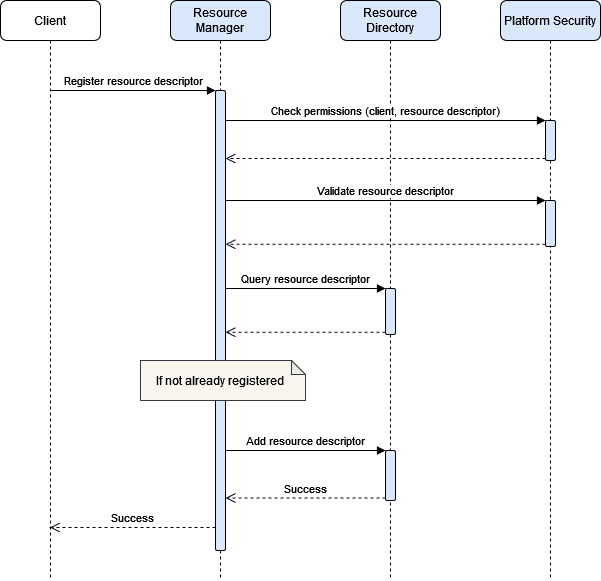 Client
Resource
Manager
Resource
Directory
Platform Security
Register resource descriptor
Check permissions (client, resource descriptor)
Validate resource descriptor
Query resource descriptor
If not already registered
Add resource descriptor
Success
Success